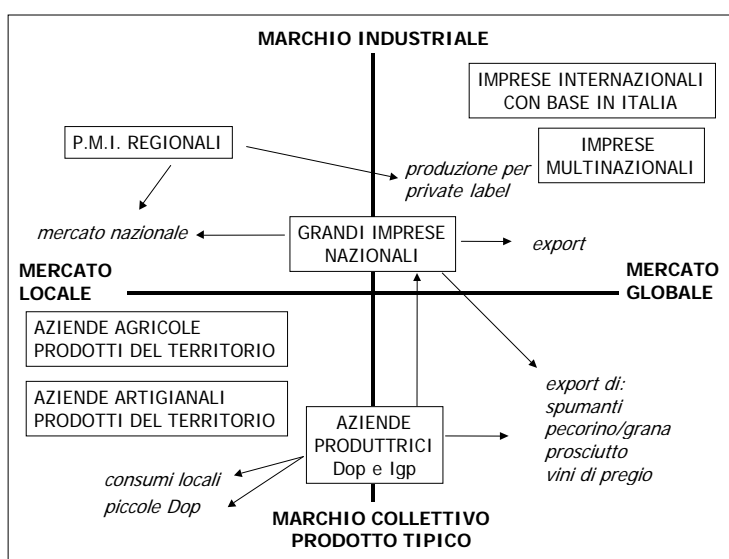 MARCHIO INDUSTRIALE
IMPRESE INTERNAZIONALI
CON BASE IN ITALIA
P.M.I. REGIONALI
IMPRESE
MULTINAZIONALI
produzione per
private label
mercato nazionale
GRANDI IMPRESE
NAZIONALI
export
MERCATO
LOCALE
MERCATO
GLOBALE
AZIENDE AGRICOLE
PRODOTTI DEL TERRITORIO
AZIENDE ARTIGIANALI
PRODOTTI DEL TERRITORIO
AZIENDE
PRODUTTRICI
Dop e Igp
export di:
spumanti
pecorino/grana
prosciutto
vini di pregio
consumi locali
piccole Dop
MARCHIO COLLETTIVO
PRODOTTO TIPICO